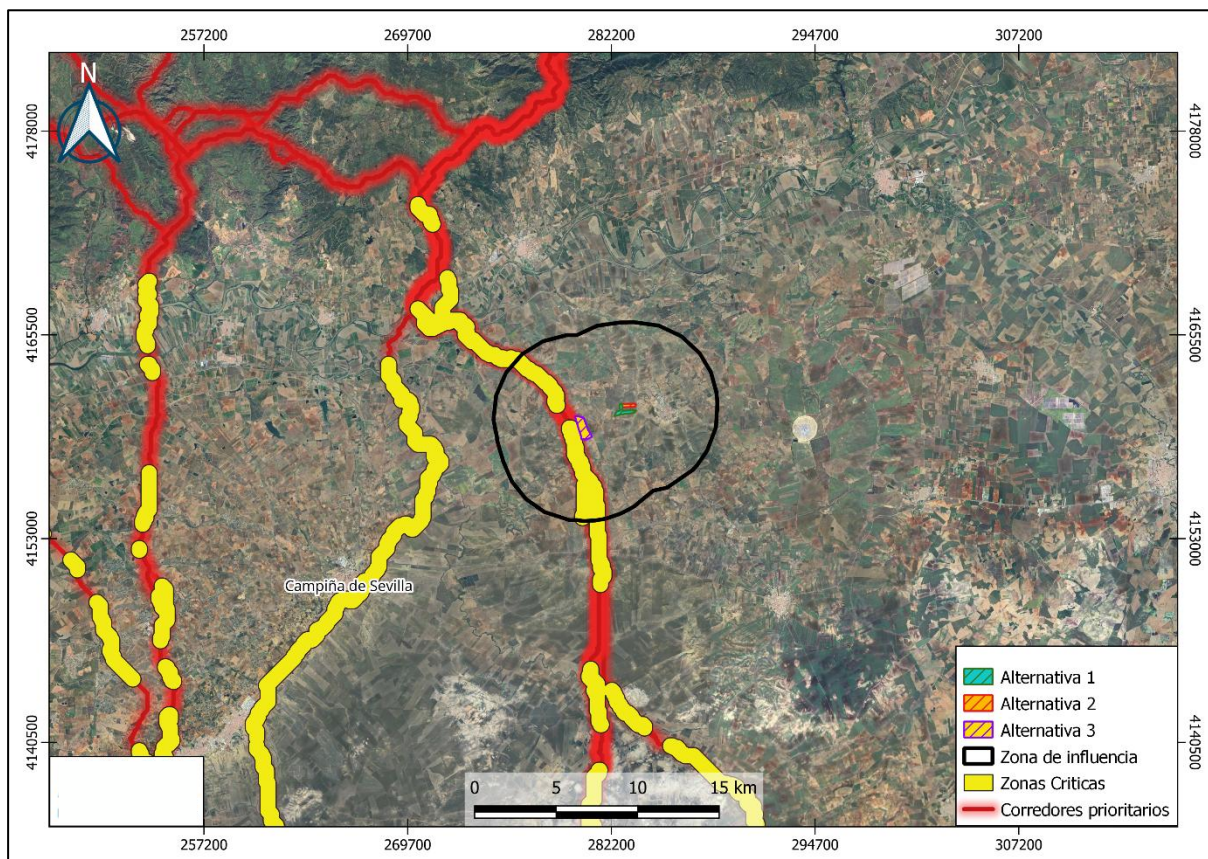 257200 269700 282200 294700 307200
N
4178000 4178000
4165500 4165500
4153000 4153000
Campiña de Sevilla
4140500 4140500
Alternativa 1
Alternativa 2
Alternativa 3
Zona de influencia
Zonas Criticas
Corredores prioritarios
0 5 10 15 km
257200 269700 282200 294700 307200